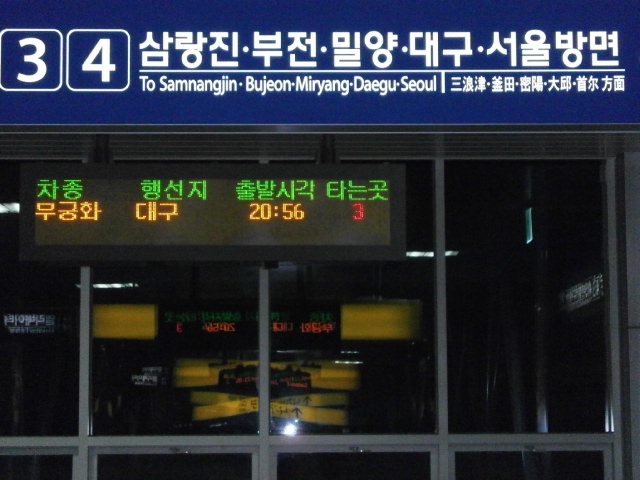 3 4 삼랑진·부전·밀양·대구·서울방면
To Samnangjin·Bujeon·Miryang·Daegu·Seoul 三浪津·釜田·密陽·大邱·首尔 方面
차종 행선지 출발시각 타는곳
무궁화 대구 20:56 3